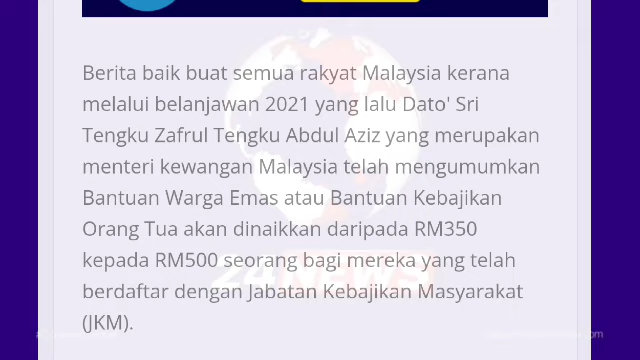 Berita baik buat semua rakyat Malaysia kerana
melalui belanjawan 2021 yang lalu Dato' Sri
Tengku Zafrul Tengku Abdul Aziz yang merupakan
menteri kewangan Malaysia telah mengumumkan
Bantuan Warga Emas atau Bantuan Kebajikan
Orang Tua akan dinaikkan daripada RM350
kepada RM500 seorang bagi mereka yang telah
berdaftar dengan Jabatan Kebajikan Masyarakat
(JKM).
24NEWS